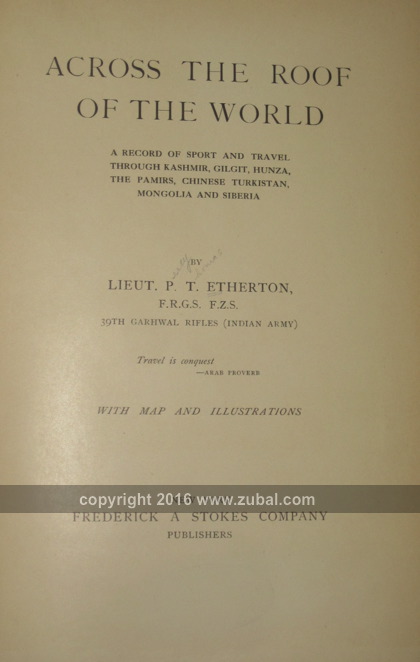 ACROSS THE ROOF
OF THE WORLD
A RECORD OF SPORT AND TRAVEL
THROUGH KASHMIR, GILGIT, HUNZA,
THE PAMIRS, CHINESE TURKISTAN,
MONGOLIA AND SIBERIA
BY
LIEUT. P. T. ETHERTON,
F.R.G.S. F.Z.S.
39TH GARHWAL RIFLES (INDIAN ARMY)
Travel is conquest
—ARAB PROVERB
WITH MAP AND ILLUSTRATIONS
copyright 2016 www.zubal.com
FREDERICK A STOKES COMPANY
PUBLISHERS